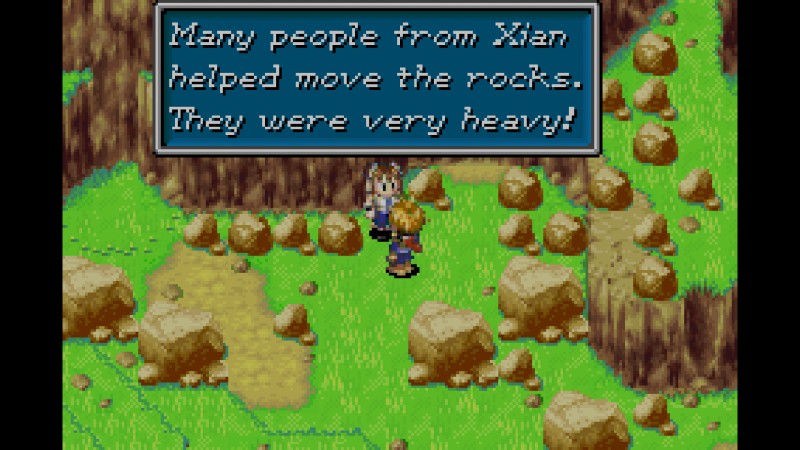 Many people from Xian
helped move the rocks.
They were very heavy!